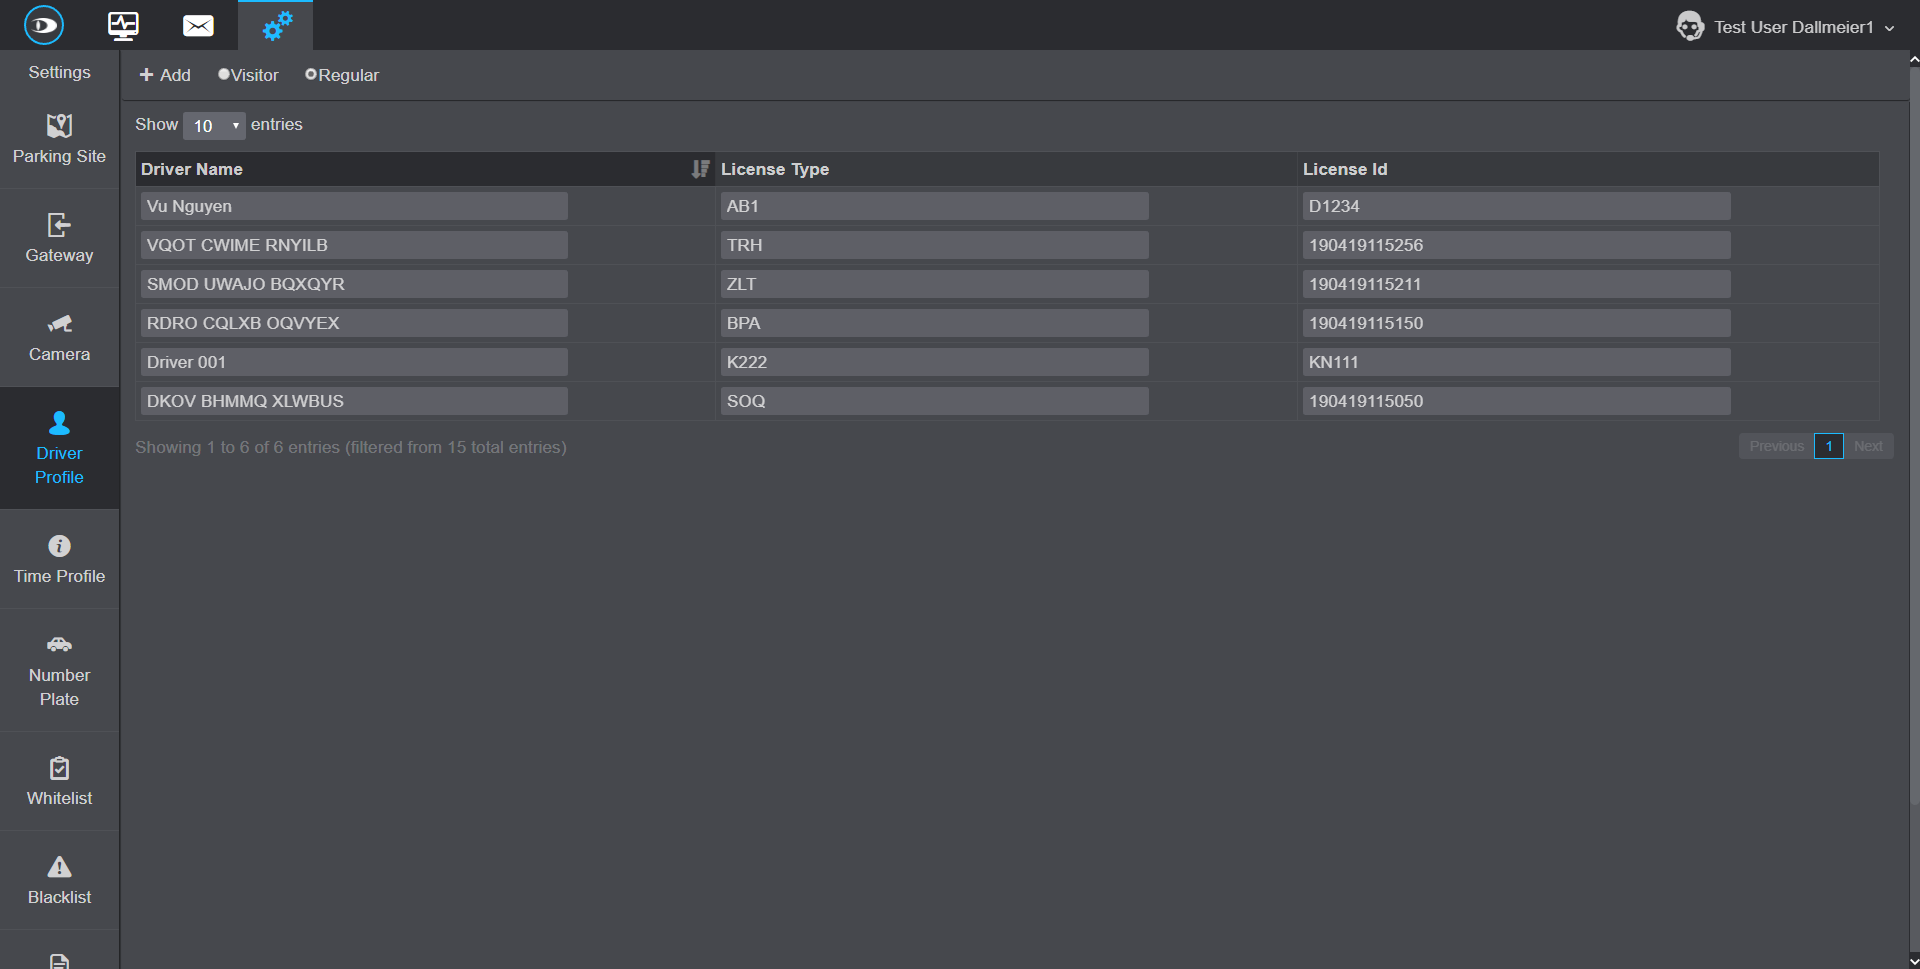 Test User Dallmeier1
Settings
Add Visitor Regular
Show 10 entries
Parking Site
Gateway
Camera
Driver
Profile
Time Profile
Number
Plate
Whitelist
Blacklist
Driver Name License Type License Id
Vu Nguyen AB1 D1234
VQOT CWIME RNYILB TRH 190419115256
SMOD UWAJO BQXQYR ZLT 190419115211
RDRO CQLXB OQVYEX BPA 190419115150
Driver 001 K222 KN111
DKOV BHMMQ XLWBUS SOQ 190419115050
Showing 1 to 6 of 6 entries (filtered from 15 total entries)
Previous 1 Next